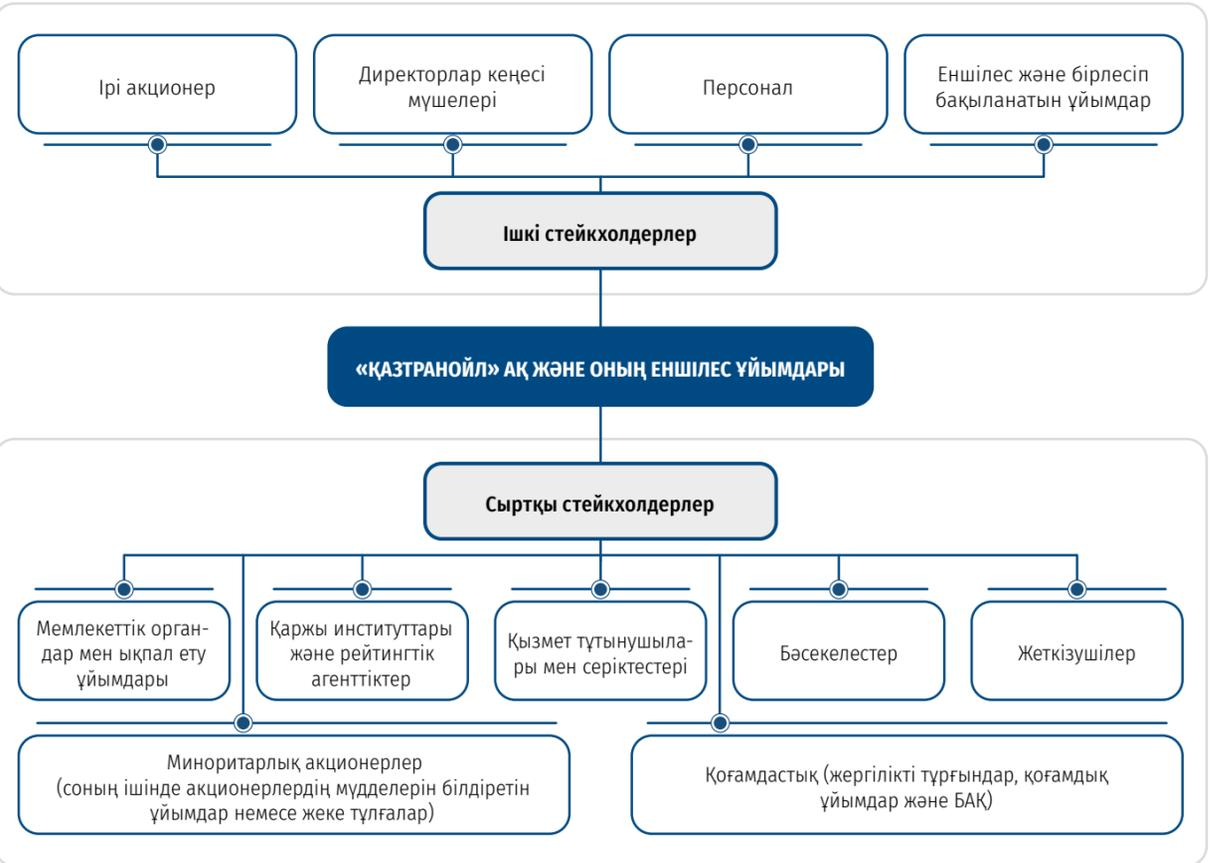 Ірі акционер
Директорлар кеңесі
мүшелері
Персонал
Еншілес және бірлесіп
бақыланатын ұйымдар
Ішкі стейкхолдерлер
«ҚАЗТРАНОЙЛ» АҚ ЖӘНЕ ОНЫҢ ЕНШІЛЕС ҰЙЫМДАРЫ
Сыртқы стейкхолдерлер
Мемлекеттік орган-
дар мен ықпал ету
ұйымдары
Қаржы институттары
және рейтингтік
агенттіктер
Қызмет тұтынушыла-
ры мен серіктестері
Бәсекелестер
Жеткізушілер
Миноритарлық акционерлер
(соның ішінде акционерлердің мүдделерін білдіретін
ұйымдар немесе жеке тұлғалар)
Қоғамдастық (жергілікті тұрғындар, қоғамдық
ұйымдар және БАҚ)